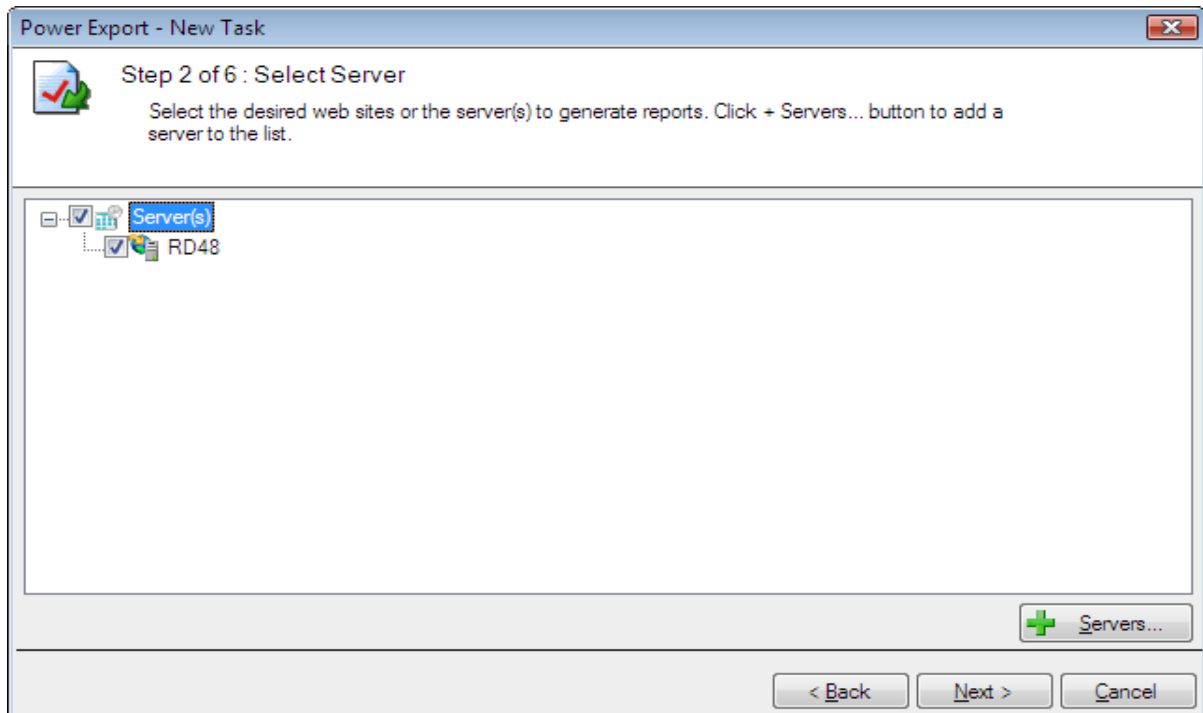 Power Export - New Task
Step 2 of 6 : Select Server
Select the desired web sites or the server(s) to generate reports. Click + Servers... button to add a
server to the list.
Server(s)
RD48
Servers...
< Back Next > Cancel